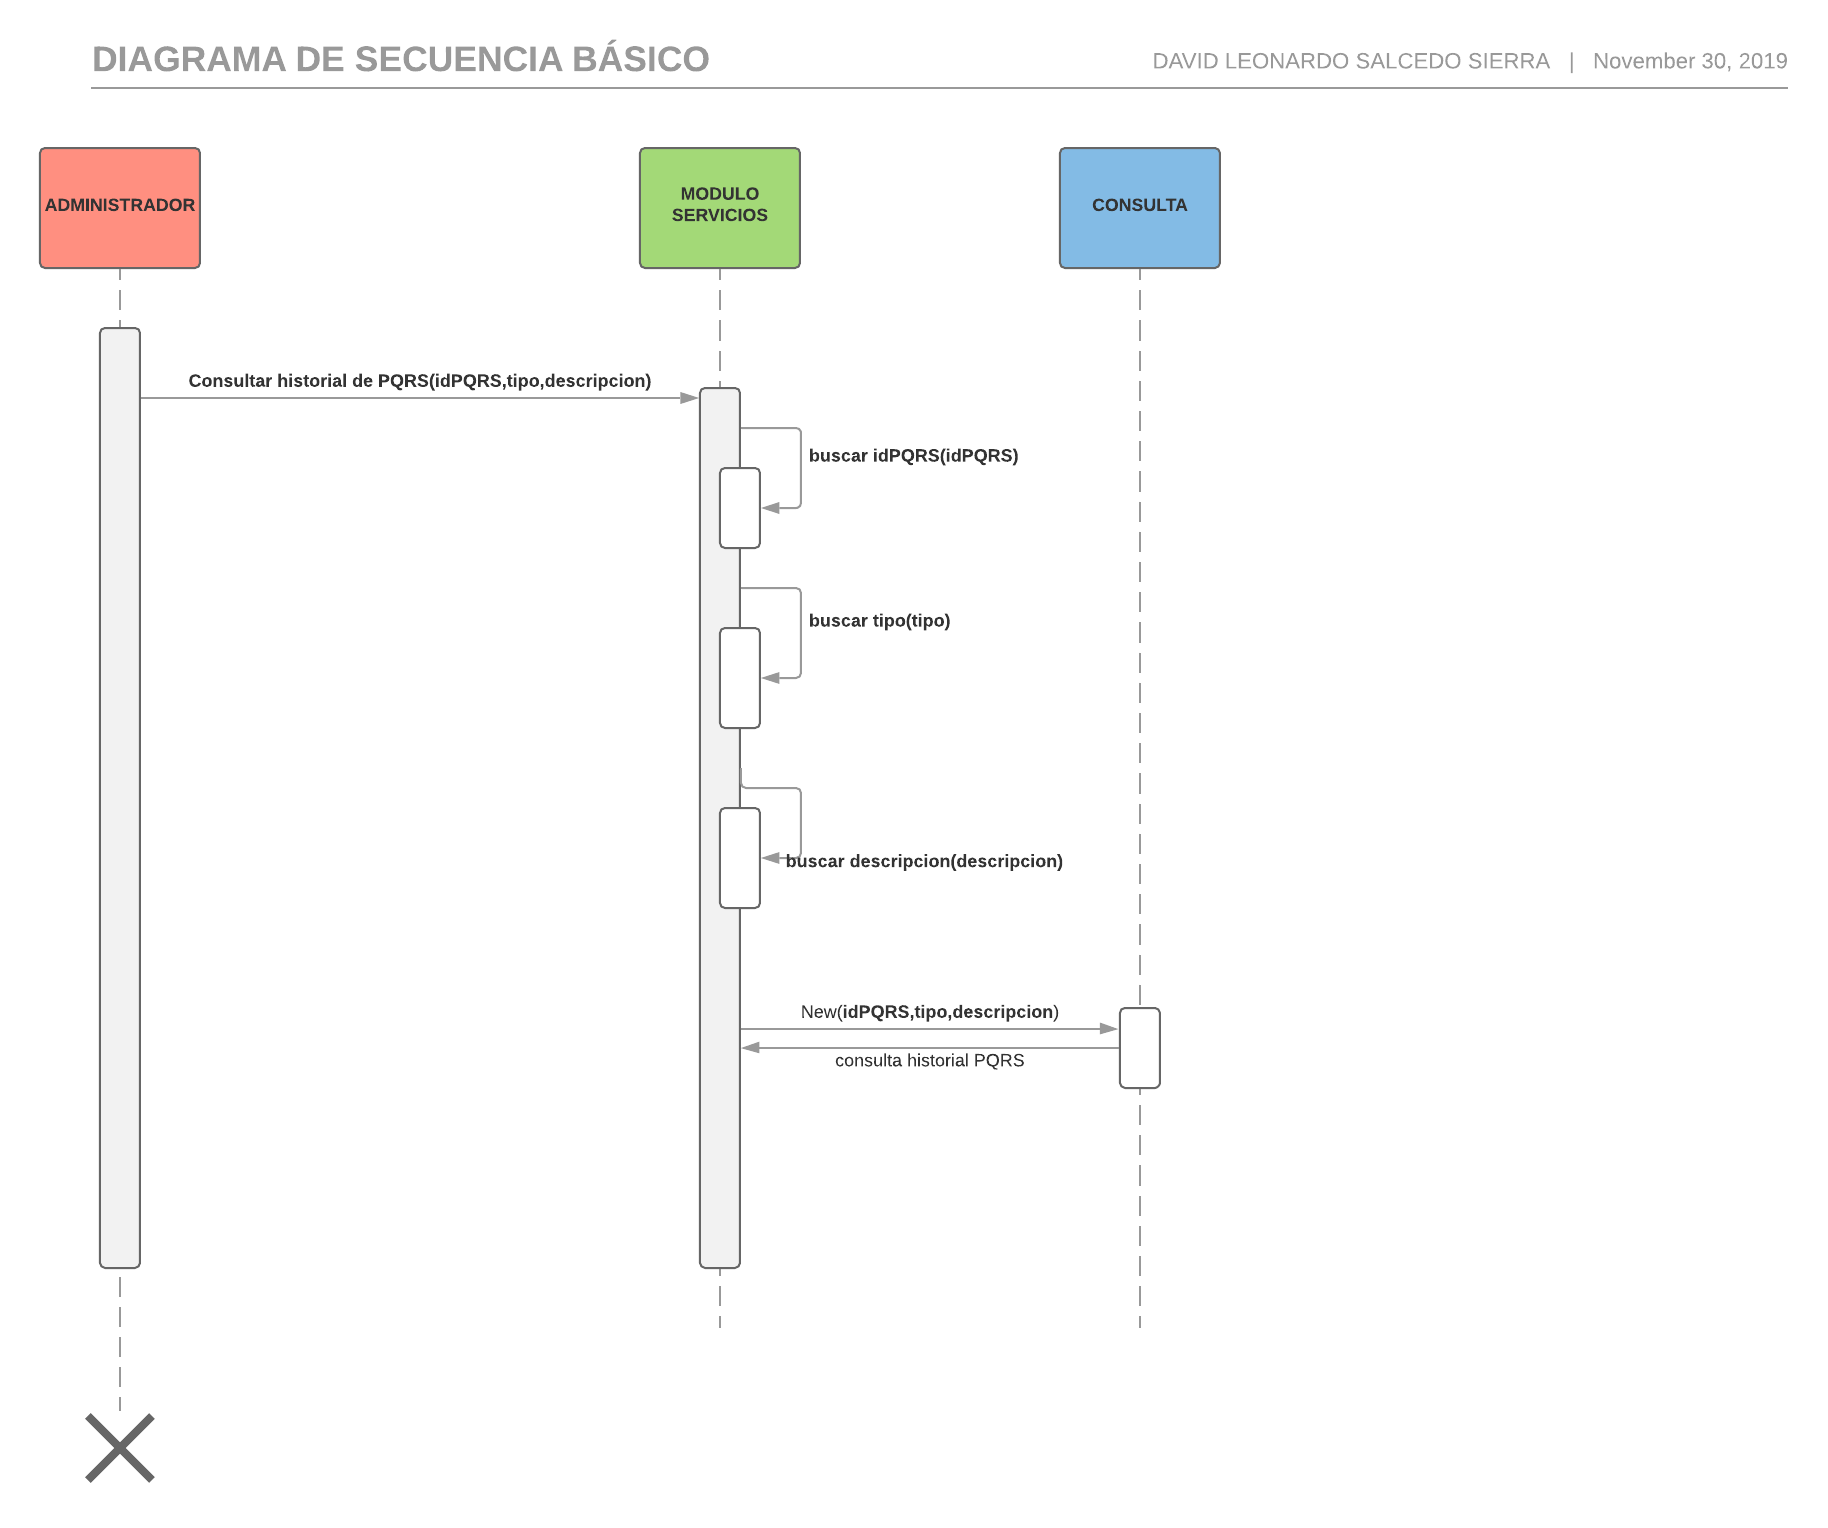 DIAGRAMA DE SECUENCIA BÁSICO
DAVID LEONARDO SALCEDO SIERRA | November 30, 2019
ADMINISTRADOR
MODULO
SERVICIOS
CONSULTA
Consultar historial de PQRS(idPQRS,tipo,descripcion)
buscar idPQRS(idPQRS)
buscar tipo(tipo)
buscar descripcion(descripcion)
New(idPQRS,tipo,descripcion)
consulta historial PQRS